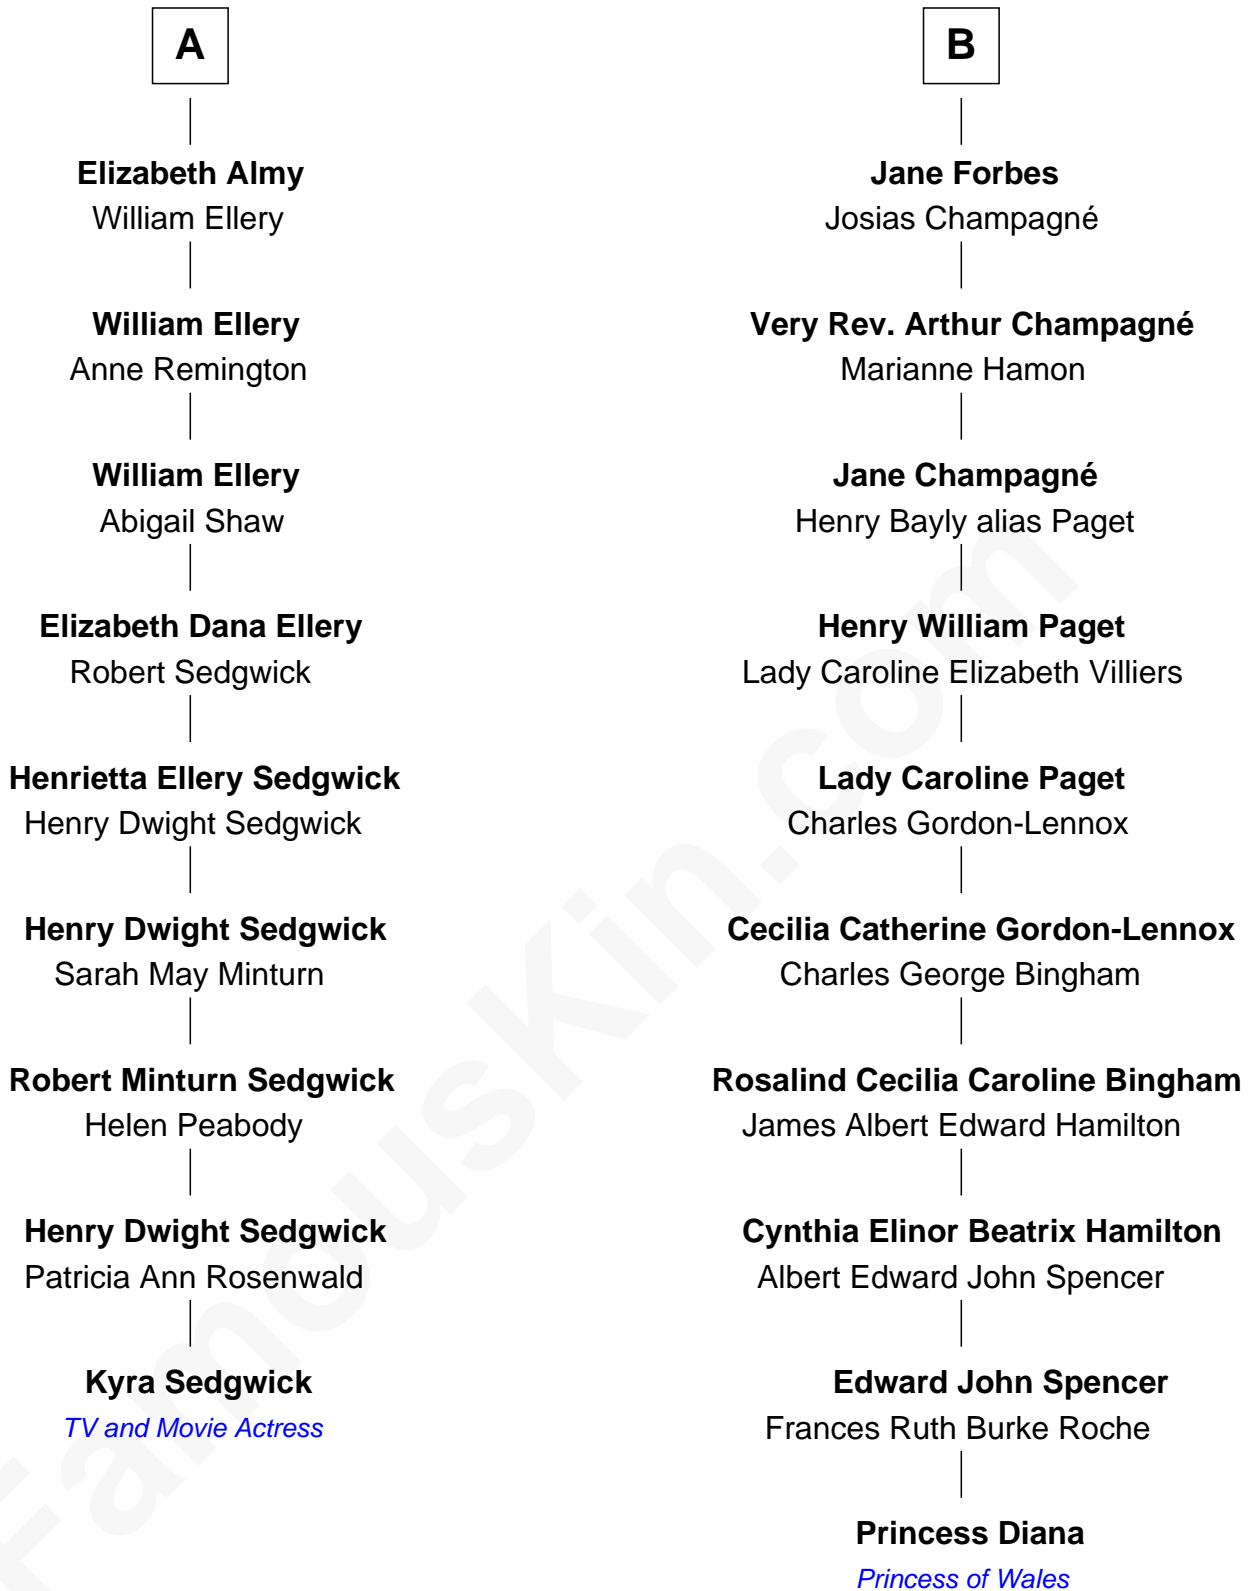 A
Elizabeth Almy
William Ellery
William Ellery
Anne Remington
William Ellery
Abigail Shaw
Elizabeth Dana Ellery
Robert Sedgwick
Henrietta Ellery Sedgwick
Henry Dwight Sedgwick
Henry Dwight Sedgwick
Sarah May Minturn
Robert Minturn Sedgwick
Helen Peabody
Henry Dwight Sedgwick
Patricia Ann Rosenwald
Kyra Sedgwick
TV and Movie Actress
B
Jane Forbes
Josias Champagné
Very Rev. Arthur Champagné
Marianne Hamon
Jane Champagné
Henry Bayly alias Paget
Henry William Paget
Lady Caroline Elizabeth Villiers
Lady Caroline Paget
Charles Gordon-Lennox
Cecilia Catherine Gordon-Lennox
Charles George Bingham
Rosalind Cecilia Caroline Bingham
James Albert Edward Hamilton
Cynthia Elinor Beatrix Hamilton
Albert Edward John Spencer
Edward John Spencer
Frances Ruth Burke Roche
Princess Diana
Princess of Wales
FamousKin.com